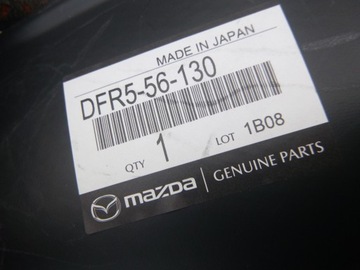 MADE IN JAPAN
DFR5-56-130
QTY 1 LOT 1B08
mazda GENUINE PARTS